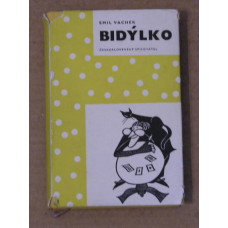 EMIL VACHEK
BIDÝLKO
ČESKOSLOVENSKÝ SPISOVATEL